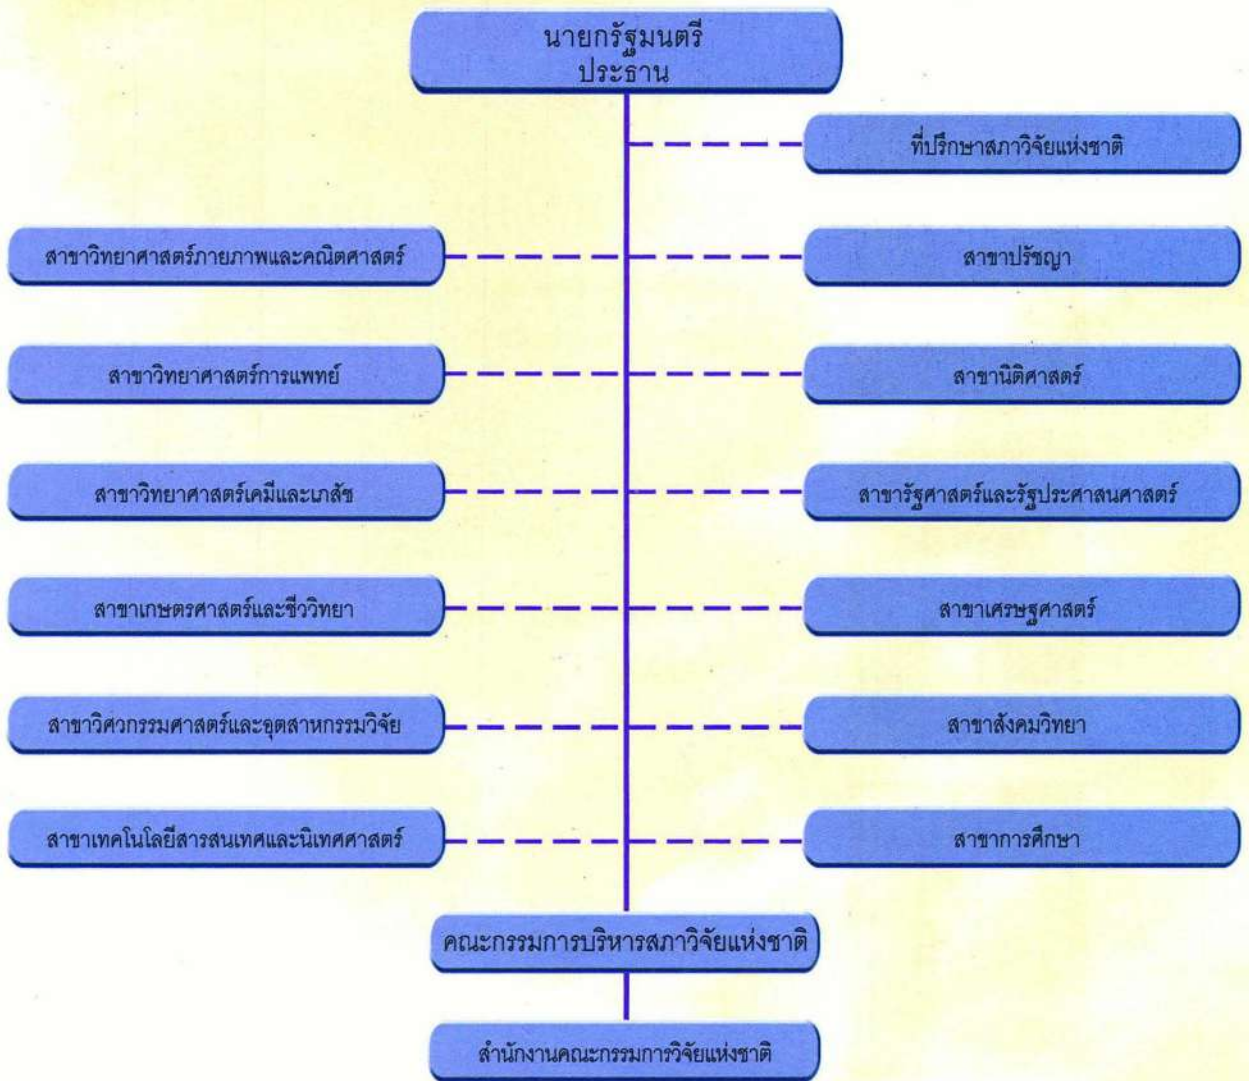 นายกรัฐมนตรี
ประธาน
ที่ปรึกษาสภาวิจัยแห่งชาติ
สาขาวิทยาศาสตร์กายภาพและคณิตศาสตร์
สาขาปรัชญา
สาขาวิทยาศาสตร์การแพทย์
สาขานิติศาสตร์
สาขาวิทยาศาสตร์เคมีและเภสัช
สาขารัฐศาสตร์และรัฐประศาสนศาสตร์
สาขาเกษตรศาสตร์และชีววิทยา
สาขาเศรษฐศาสตร์
สาขาวิศวกรรมศาสตร์และอุตสาหกรรมวิจัย
สาขาสังคมวิทยา
สาขาเทคโนโลยีสารสนเทศและนิเทศศาสตร์
สาขาการศึกษา
คณะกรรมการบริหารสภาวิจัยแห่งชาติ
สำนักงานคณะกรรมการวิจัยแห่งชาติ